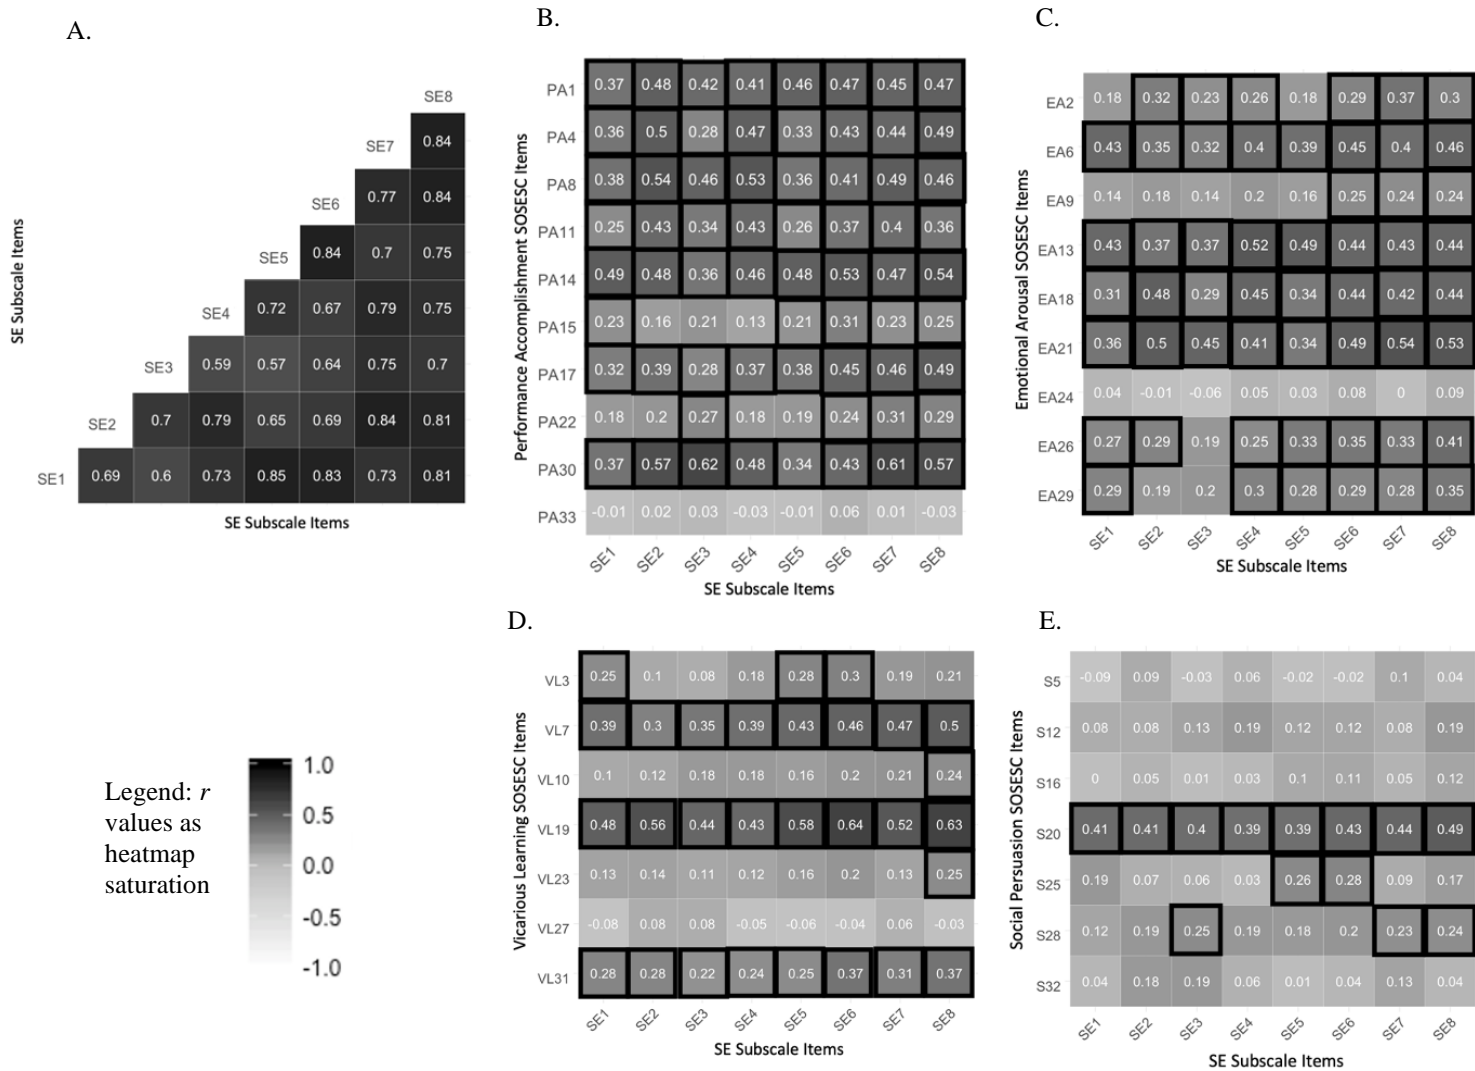 A.
SE8
SE7 0.84
SE6 0.77 0.84
SE5 0.84 0.7 0.75
SE4 0.72 0.67 0.79 0.75
SE3 0.59 0.57 0.64 0.75 0.7
SE2 0.7 0.79 0.65 0.69 0.84 0.81
SE1 0.69 0.6 0.73 0.85 0.83 0.73 0.81
SE Subscale Items
SE Subscale Items
B.
Performance Accomplishment SOSESC Items
PA1 0.37 0.48 0.42 0.41 0.46 0.47 0.45 0.47
PA4 0.36 0.5 0.28 0.47 0.33 0.43 0.44 0.49
PA8 0.38 0.54 0.46 0.53 0.36 0.41 0.49 0.46
PA11 0.25 0.43 0.34 0.43 0.26 0.37 0.4 0.36
PA14 0.49 0.48 0.36 0.46 0.48 0.53 0.47 0.54
PA15 0.23 0.16 0.21 0.13 0.21 0.31 0.23 0.25
PA17 0.32 0.39 0.28 0.37 0.38 0.45 0.46 0.49
PA22 0.18 0.2 0.27 0.18 0.19 0.24 0.31 0.29
PA30 0.37 0.57 0.62 0.48 0.34 0.43 0.61 0.57
PA33 -0.01 0.02 0.03 -0.03 -0.01 0.06 0.01 -0.03
SE1 SE2 SE3 SE4 SE5 SE6 SE7 SE8
SE Subscale Items
C.
Emotional Arousal SOSESC Items
EA2 0.18 0.32 0.23 0.26 0.18 0.29 0.37 0.3
EA6 0.43 0.35 0.32 0.4 0.39 0.45 0.4 0.46
EA9 0.14 0.18 0.14 0.2 0.16 0.25 0.24 0.24
EA13 0.43 0.37 0.37 0.52 0.49 0.44 0.43 0.44
EA18 0.31 0.48 0.29 0.45 0.34 0.44 0.42 0.44
EA21 0.36 0.5 0.45 0.41 0.34 0.49 0.54 0.53
EA24 0.04 -0.01 -0.06 0.05 0.03 0.08 0 0.09
EA26 0.27 0.29 0.19 0.25 0.33 0.35 0.33 0.41
EA29 0.29 0.19 0.2 0.3 0.28 0.29 0.28 0.35
SE1 SE2 SE3 SE4 SE5 SE6 SE7 SE8
SE Subscale Items
Legend: r
values as
heatmap
saturation
1.0
0.5
0.0
-0.5
-1.0
D.
Vicarious Learning SOSESC Items
VL3 0.25 0.1 0.08 0.18 0.28 0.3 0.19 0.21
VL7 0.39 0.3 0.35 0.39 0.43 0.46 0.47 0.5
VL10 0.1 0.12 0.18 0.18 0.16 0.2 0.21 0.24
VL19 0.48 0.56 0.44 0.43 0.58 0.64 0.52 0.63
VL23 0.13 0.14 0.11 0.12 0.16 0.2 0.13 0.25
VL27 -0.08 0.08 0.08 -0.05 -0.06 -0.04 0.06 -0.03
VL31 0.28 0.28 0.22 0.24 0.25 0.37 0.31 0.37
SE1 SE2 SE3 SE4 SE5 SE6 SE7 SE8
SE Subscale Items
E.
Social Persuasion SOSESC Items
S5 -0.09 0.09 -0.03 0.06 -0.02 -0.02 0.1 0.04
S12 0.08 0.08 0.13 0.19 0.12 0.12 0.08 0.19
S16 0 0.05 0.01 0.03 0.1 0.11 0.05 0.12
S20 0.41 0.41 0.4 0.39 0.39 0.43 0.44 0.49
S25 0.19 0.07 0.06 0.03 0.26 0.28 0.09 0.17
S28 0.12 0.19 0.25 0.19 0.18 0.2 0.23 0.24
S32 0.04 0.18 0.19 0.06 0.01 0.04 0.13 0.04
SE1 SE2 SE3 SE4 SE5 SE6 SE7 SE8
SE Subscale Items